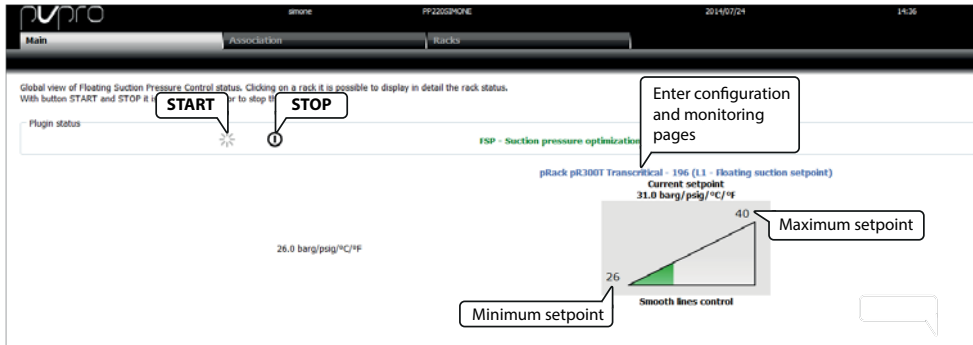 pvpro simone PP220SIMONE 2014/07/24 14:36
Main Association Racks
Global view of Floating Suction Pressure Control status. Clicking on a rack it is possible to display in detail the rack status.
With button START and STOP it is or to stop th
START STOP
Enter configuration
and monitoring
pages
Plugin status
FSP - Suction pressure optimization
pRack pR300T Transcritical - 196 (L1 - Floating suction setpoint)
Current setpoint
31.0 barg/psig/°C/°F
40
Maximum setpoint
26.0 barg/psig/°C/°F
26
Minimum setpoint
Smooth lines control